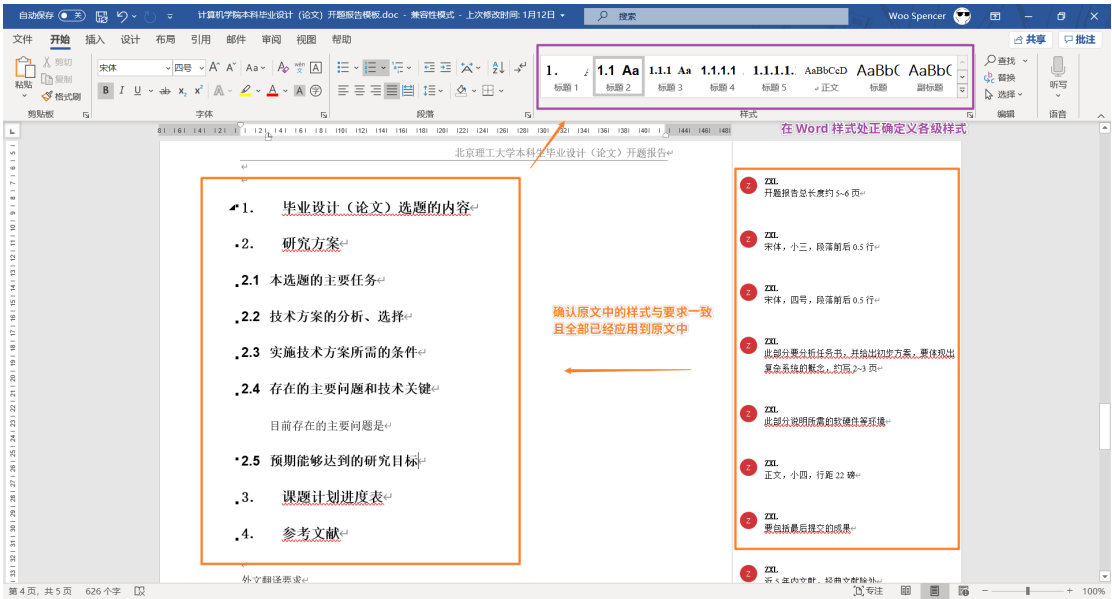 自动保存 关
计算机学院本科毕业设计（论文）开题报告模板.doc - 兼容性模式 - 上次修改时间: 1月12日
搜索
Woo Spencer
文件 开始 插入 设计 布局 引用 邮件 审阅 视图 帮助
共享 批注
粘贴
剪切
复制
格式刷
剪贴板
宋体 四号
B I U ab x₂ x² A A A
字体
段落
1. 标题 1
1.1 Aa 标题 2
1.1.1 Aa 标题 3
1.1.1.1 标题 4
1.1.1.1. 标题 5
AaBbCcD 正文
AaBbC 标题
AaBbC 副标题
样式
查找
替换
选择
编辑
听写
语音
在 Word 样式处正确定义各级样式
北京理工大学本科生毕业设计（论文）开题报告
1. 毕业设计（论文）选题的内容
2. 研究方案
2.1 本选题的主要任务
2.2 技术方案的分析、选择
2.3 实施技术方案所需的条件
2.4 存在的主要问题和技术关键
目前存在的主要问题是
2.5 预期能够达到的研究目标
3. 课题计划进度表
4. 参考文献
外文翻译要求
确认原文中的样式与要求一致
且全部已经应用到原文中
Z ZXL
开题报告总长度约 5~6 页
Z ZXL
宋体，小三，段落前后 0.5 行
Z ZXL
宋体，四号，段落前后 0.5 行
Z ZXL
此部分要分析任务书，并给出初步方案，要体现出
复杂系统的概念，约写 2~3 页
Z ZXL
此部分说明所需的软硬件等环境
Z ZXL
正文，小四，行距 22 磅
Z ZXL
要包括最后提交的成果
Z ZXL
近 5 年内文献，经典文献除外
第 4 页，共 5 页 626 个字
专注
100%